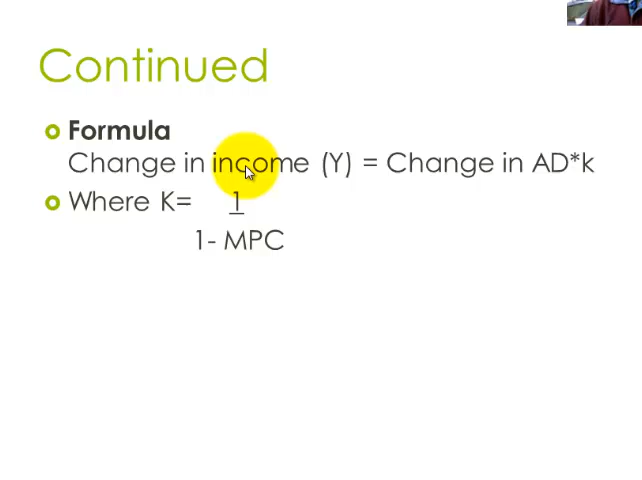 Continued
Formula
Change in income (Y) = Change in AD*k
Where K= 1
1- MPC